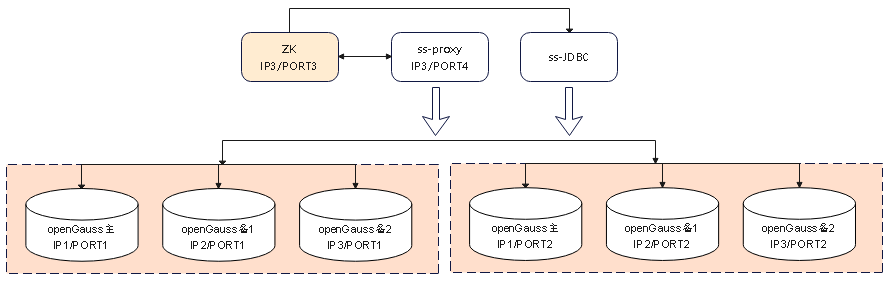 ZK
IP3/PORT3
ss-proxy
IP3/PORT4
ss-JDBC
openGauss主
IP1/PORT1
openGauss备1
IP2/PORT1
openGauss备2
IP3/PORT1
openGauss主
IP1/PORT2
openGauss备1
IP2/PORT2
openGauss备2
IP3/PORT2